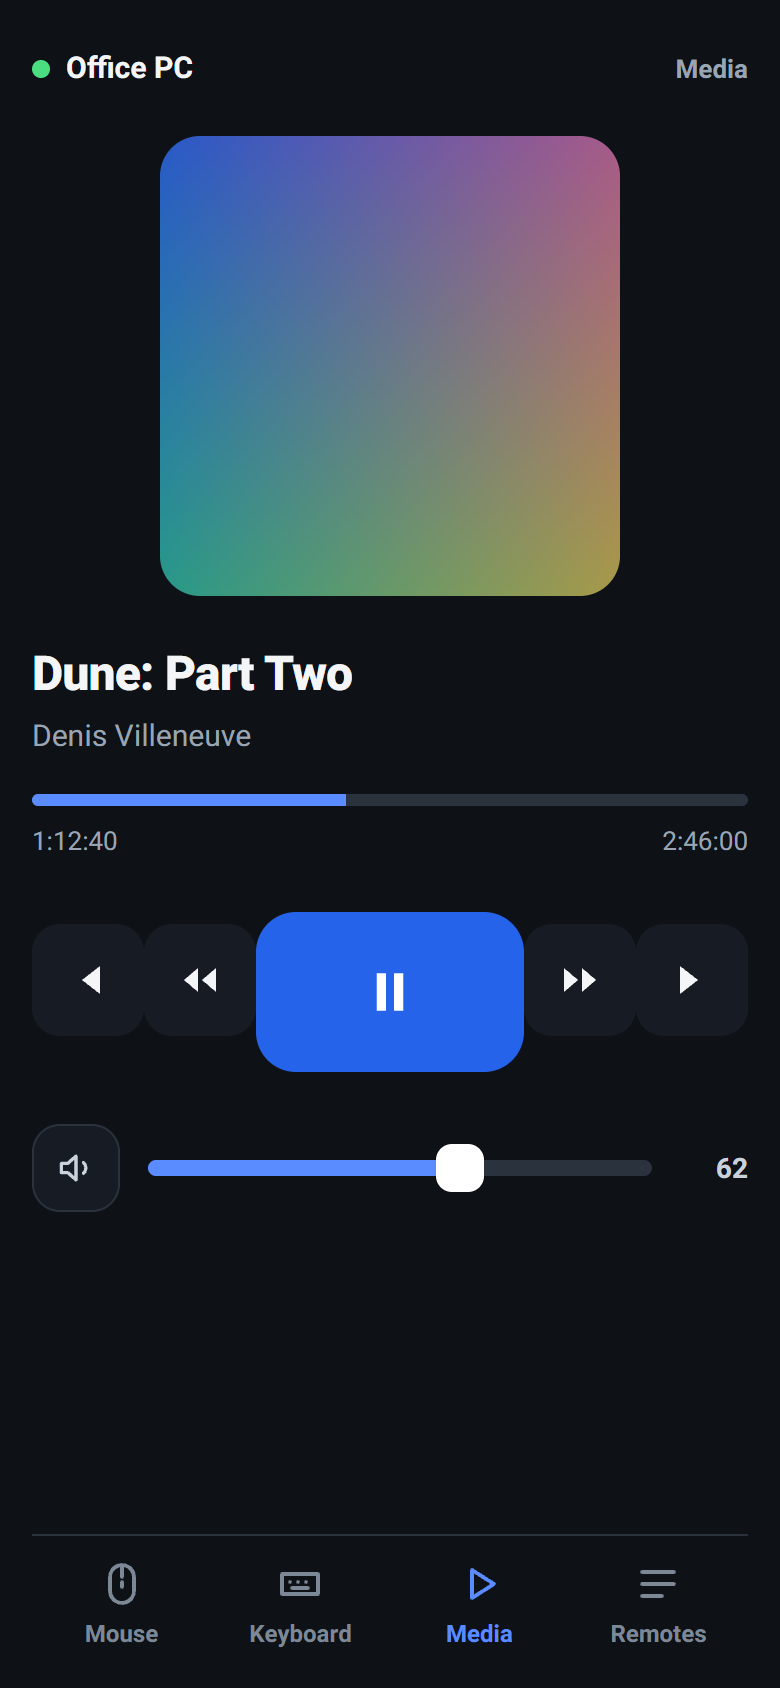 Office PC
Media
Dune: Part Two
Denis Villeneuve
1:12:40
2:46:00
62
Mouse
Keyboard
Media
Remotes